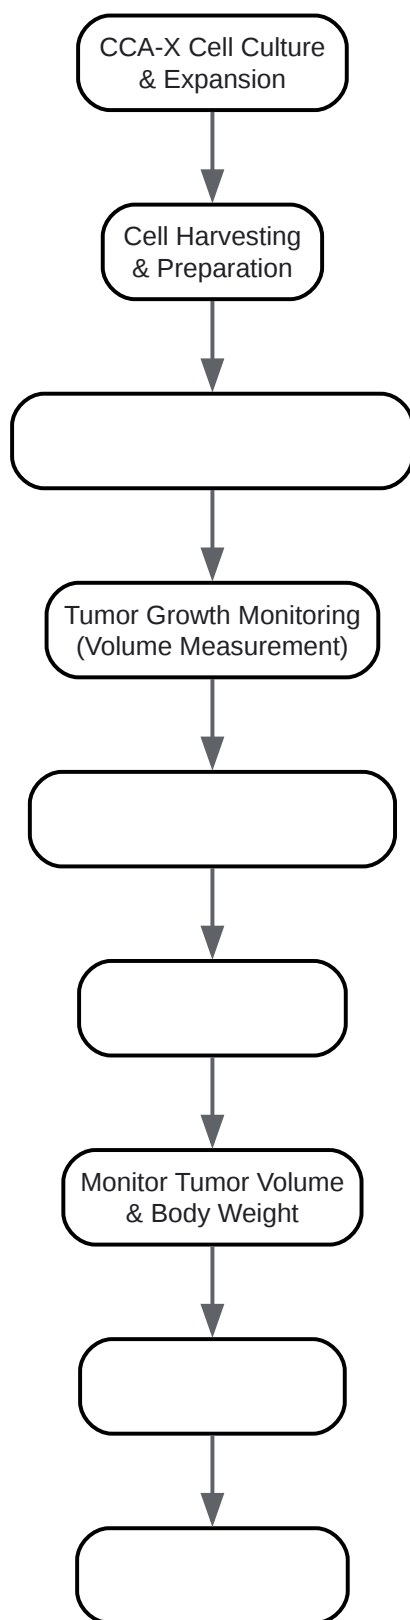 CCA-X Cell Culture
& Expansion
Cell Harvesting
& Preparation
Tumor Growth Monitoring
(Volume Measurement)
Monitor Tumor Volume
& Body Weight